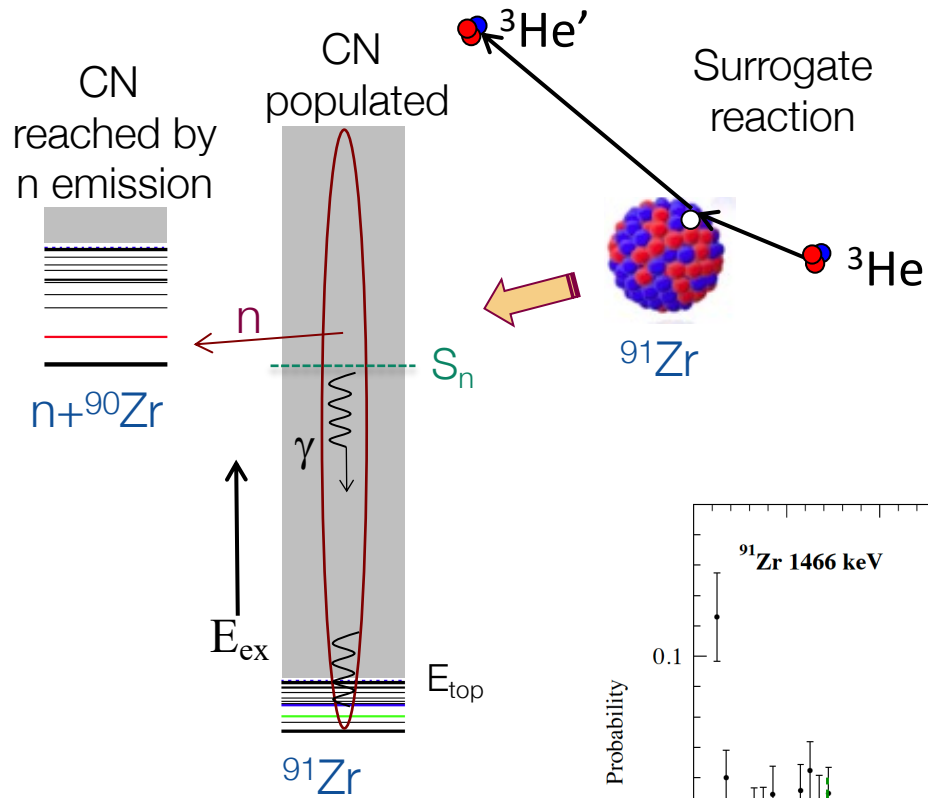 CN
reached by
n emission
CN
populated
³He’
Surrogate
reaction
³He
n
Sₙ
⁹¹Zr
n+⁹⁰Zr
γ
E_ex
E_top
⁹¹Zr
⁹¹Zr 1466 keV
0.1
Probability